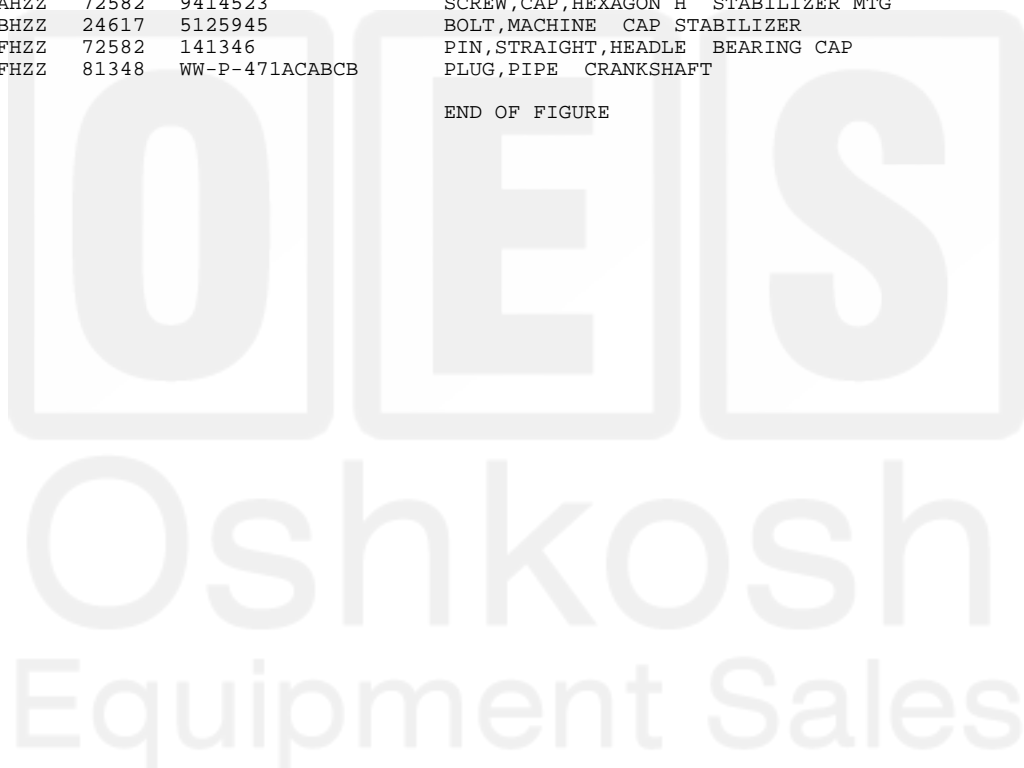 AHZZ 72582 9414523 SCREW,CAP,HEXAGON H STABILIZER MTG
BHZZ 24617 5125945 BOLT,MACHINE CAP STABILIZER
FHZZ 72582 141346 PIN,STRAIGHT,HEADLE BEARING CAP
FHZZ 81348 WW-P-471ACABCB PLUG,PIPE CRANKSHAFT
END OF FIGURE
OES
Oshkosh
Equipment Sales